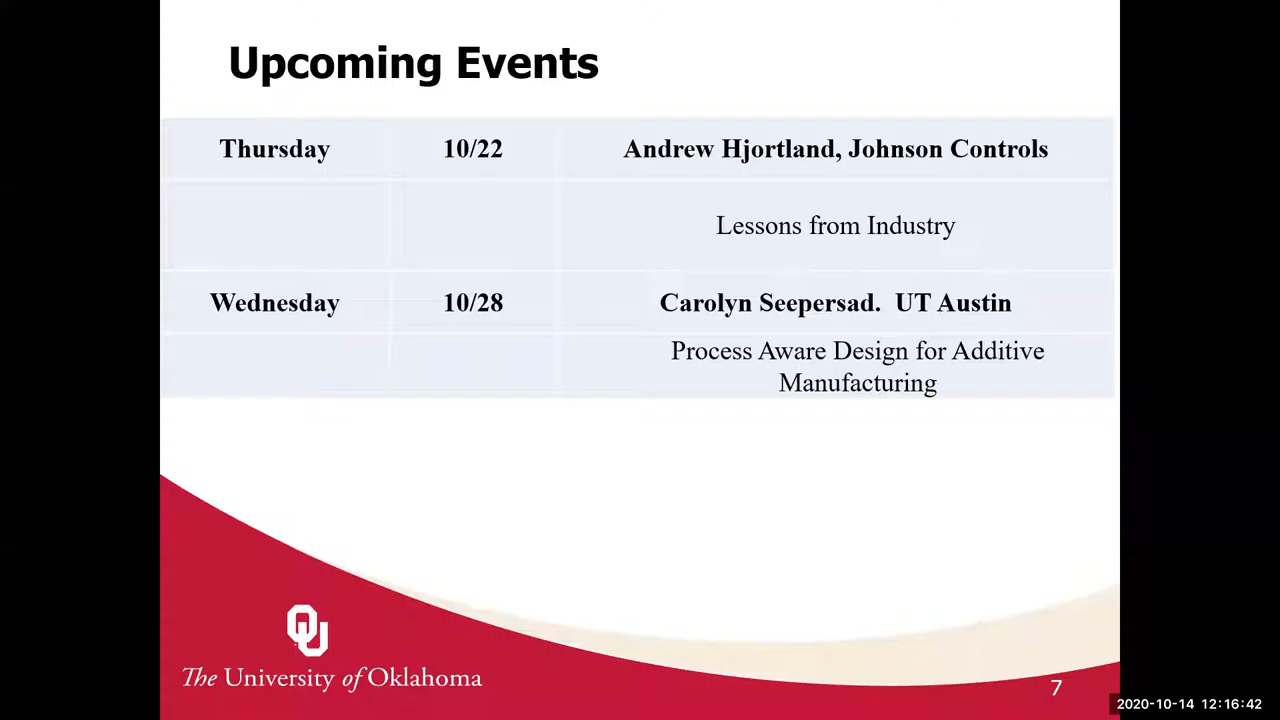 Upcoming Events
Thursday 10/22 Andrew Hjortland, Johnson Controls
Lessons from Industry
Wednesday 10/28 Carolyn Seepersad.  UT Austin
Process Aware Design for Additive
Manufacturing
OU
The University of Oklahoma
7
2020-10-14 12:16:42